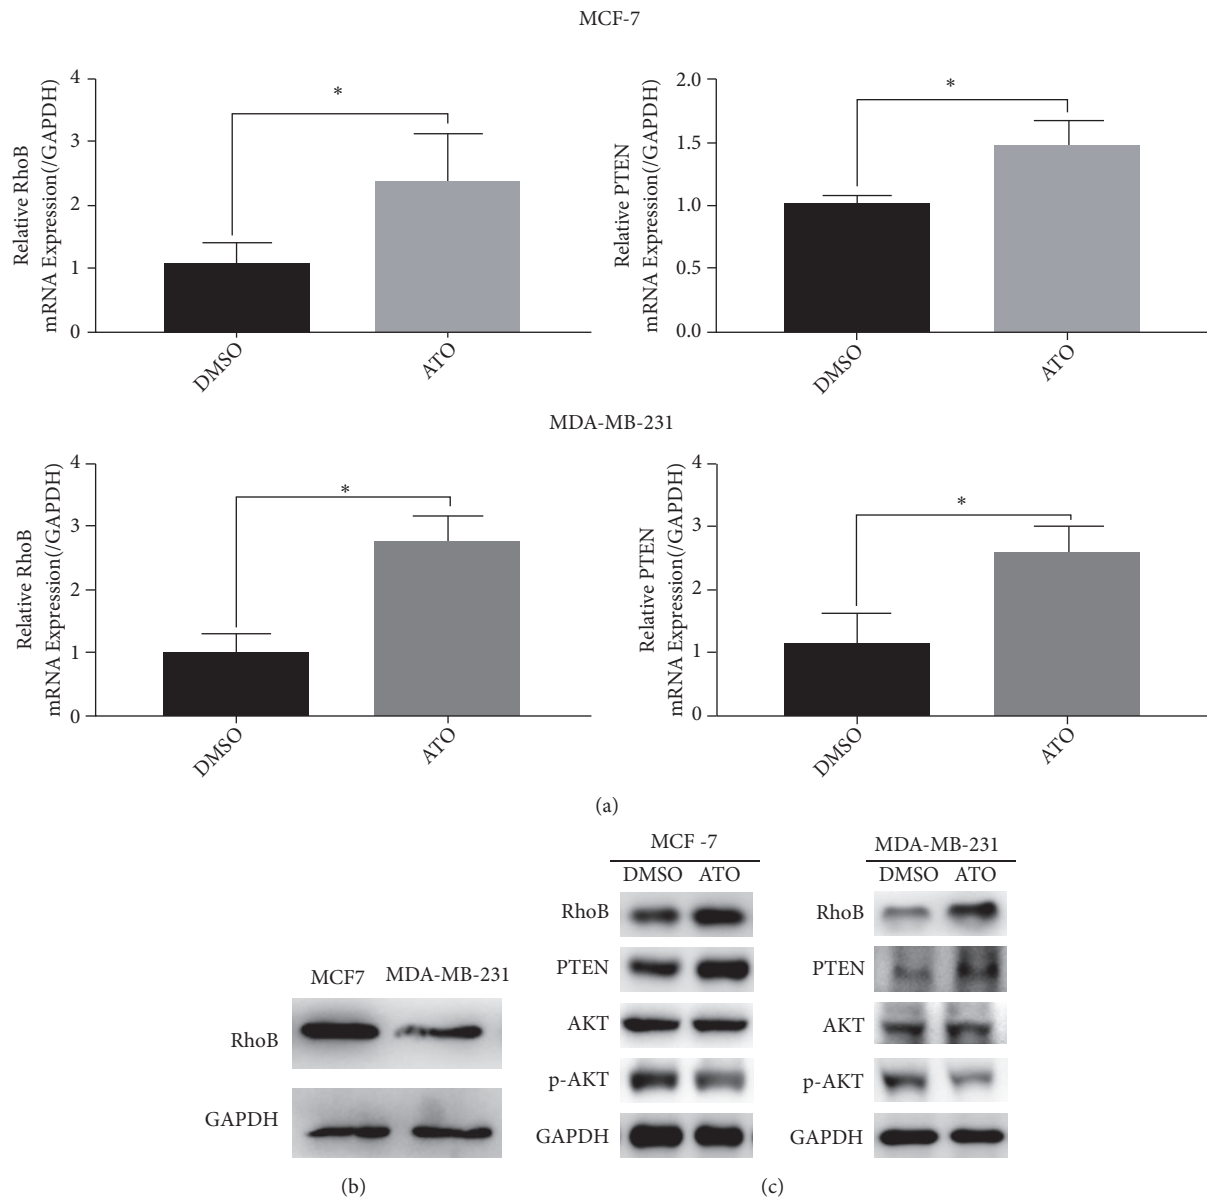 MCF-7
Relative RhoB
mRNA Expression(/GAPDH)
4
3
2
1
0
*
DMSO
ATO
Relative PTEN
mRNA Expression(/GAPDH)
2.0
1.5
1.0
0.5
0.0
*
DMSO
ATO
MDA-MB-231
Relative RhoB
mRNA Expression(/GAPDH)
4
3
2
1
0
*
DMSO
ATO
Relative PTEN
mRNA Expression(/GAPDH)
4
3
2
1
0
*
DMSO
ATO
(a)
MCF7 MDA-MB-231
RhoB
GAPDH
(b)
MCF -7
DMSO ATO
RhoB
PTEN
AKT
p-AKT
GAPDH
MDA-MB-231
DMSO ATO
RhoB
PTEN
AKT
p-AKT
GAPDH
(c)